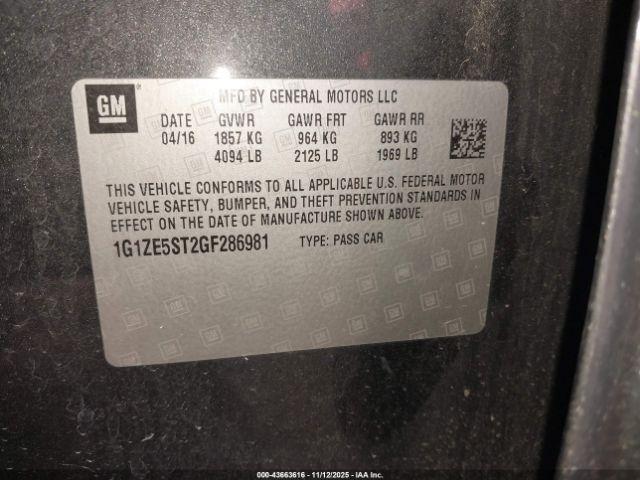 GM
MFD BY GENERAL MOTORS LLC
DATE GVWR GAWR FRT GAWR RR
04/16 1857 KG 964 KG 893 KG
4094 LB 2125 LB 1969 LB
THIS VEHICLE CONFORMS TO ALL APPLICABLE U.S. FEDERAL MOTOR
VEHICLE SAFETY, BUMPER, AND THEFT PREVENTION STANDARDS IN
EFFECT ON THE DATE OF MANUFACTURE SHOWN ABOVE.
1G1ZE5ST2GF286981 TYPE: PASS CAR
000-43663616 - 11/12/2025 - IAA Inc.